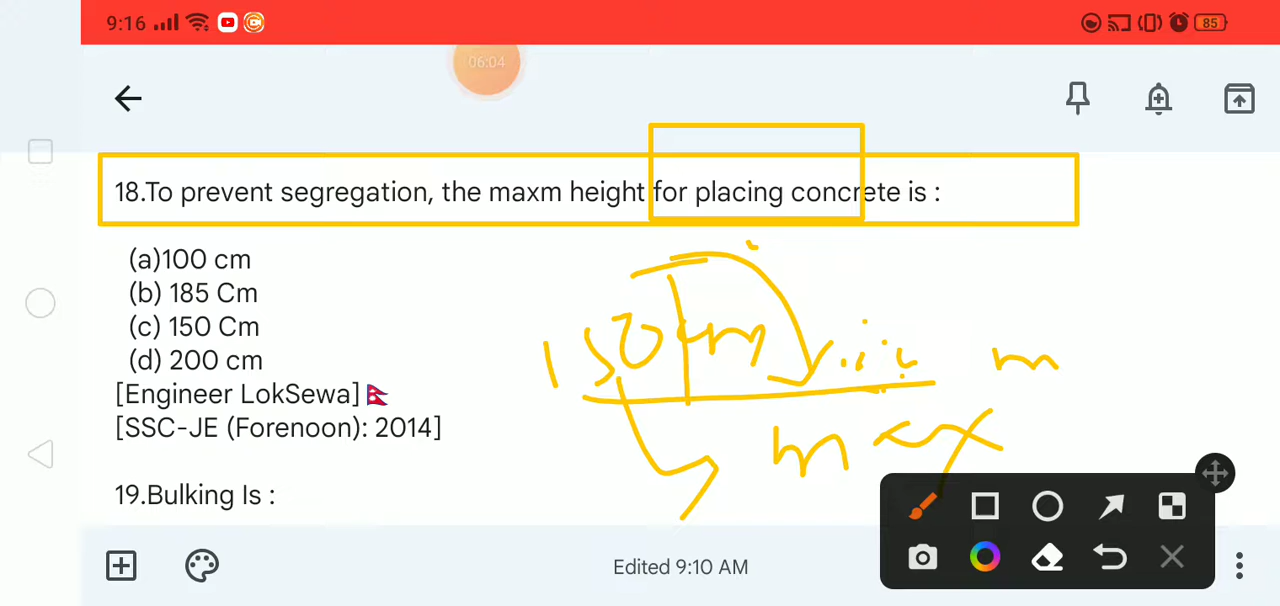 9:16
85
06:04
18.To prevent segregation, the maxm height for placing concrete is :
(a)100 cm
(b) 185 Cm
(c) 150 Cm
(d) 200 cm
150 cm
m
max
[Engineer LokSewa]
[SSC-JE (Forenoon): 2014]
19.Bulking Is :
Edited 9:10 AM